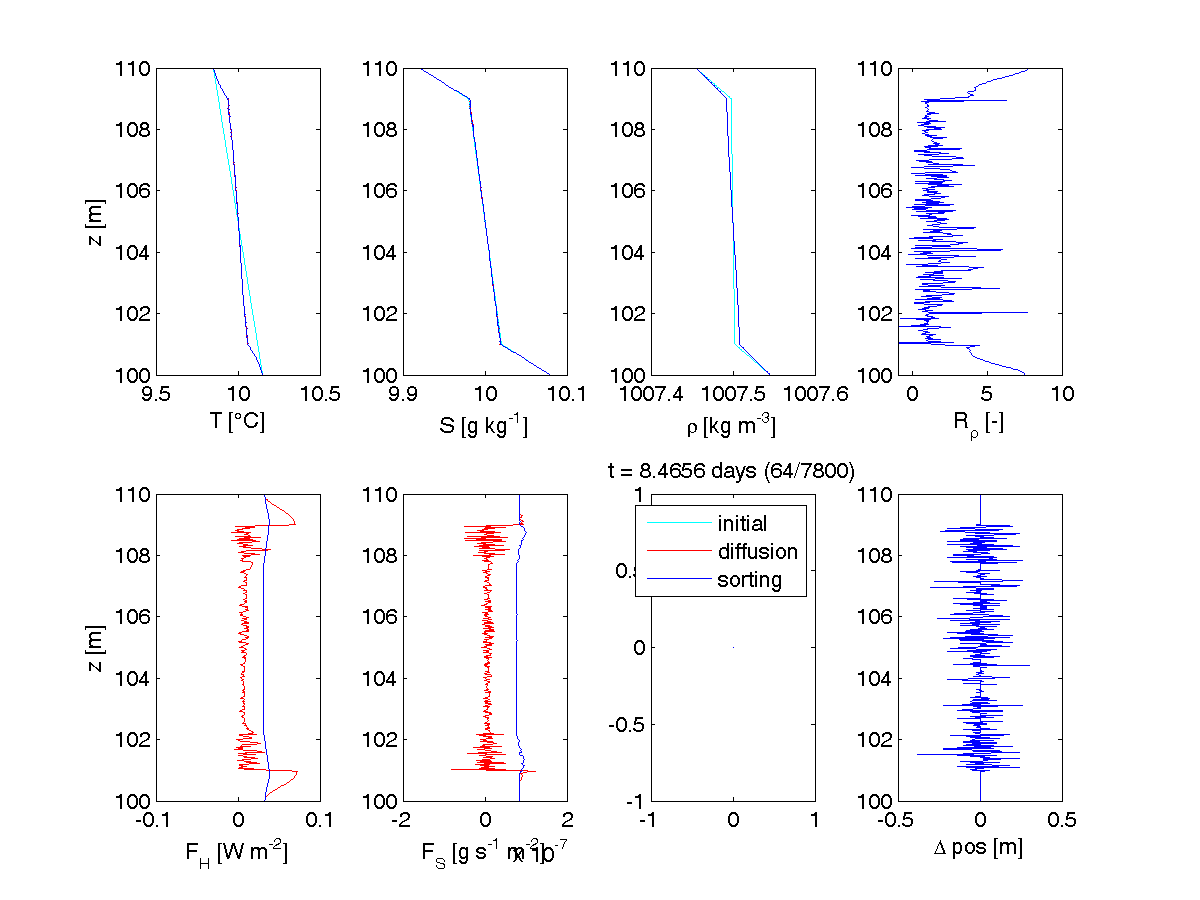 110
108
106
104
102
100
z [m]
9.5 10 10.5
T [°C]
110
108
106
104
102
100
9.9 10 10.1
S [g kg-1]
110
108
106
104
102
100
1007.4 1007.5 1007.6
ρ [kg m-3]
110
108
106
104
102
100
0 5 10
Rρ [-]
110
108
106
104
102
100
z [m]
-0.1 0 0.1
FH [W m-2]
110
108
106
104
102
100
-2 0 2
FS [g s-1 m-2]
x 10-7
t = 8.4656 days (64/7800)
1
0.5
0
-0.5
-1
-1 0 1
initial
diffusion
sorting
110
108
106
104
102
100
-0.5 0 0.5
Δ pos [m]